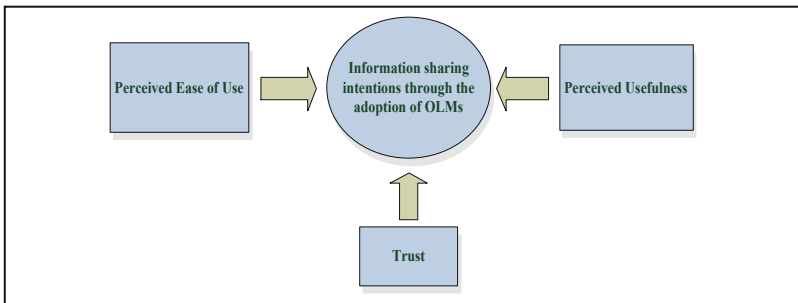 Perceived Ease of Use
Information sharing
intentions through the
adoption of OLMs
Perceived Usefulness
Trust